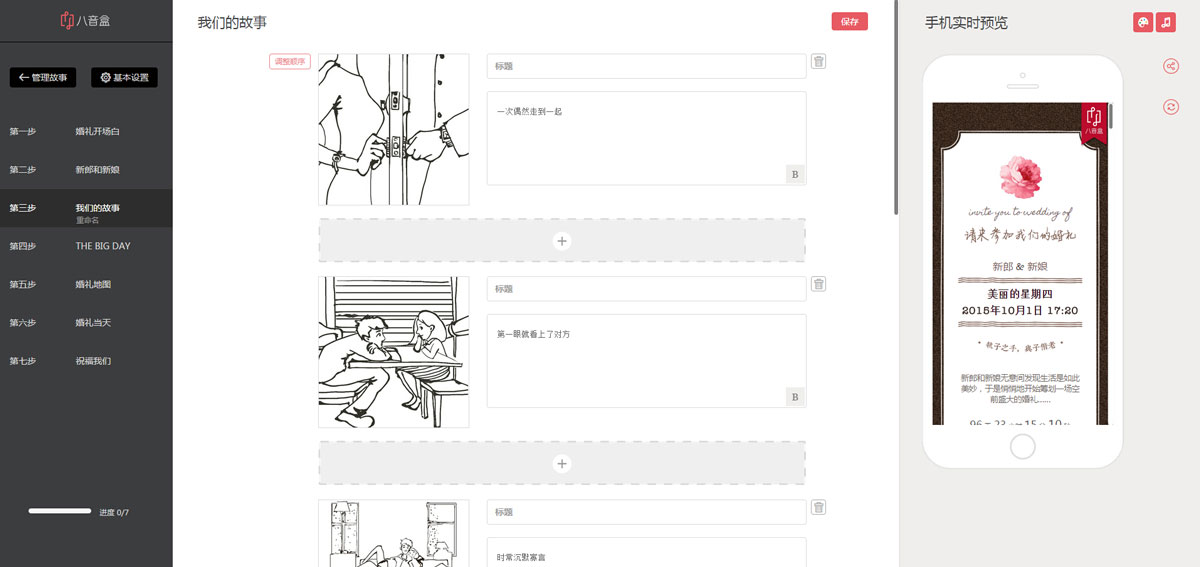 八音盒
管理故事
基本设置
第一步 婚礼开场白
第二步 新郎和新娘
第三步 我们的故事
重命名
第四步 THE BIG DAY
第五步 婚礼地图
第六步 婚礼当天
第七步 祝福我们
进度 0/7
我们的故事
保存
调整顺序
标题
一次偶然走到一起
B
标题
第一眼就看上了对方
B
标题
时常沉默寡言
手机实时预览
八音盒
invite you to wedding of
请来参加我们的婚礼
新郎 & 新娘
美丽的星期四
2015年10月1日 17:20
执子之手，与子偕老
新郎和新娘无意间发现生活是如此
美妙，于是悄悄地开始筹划一场空
前盛大的婚礼……